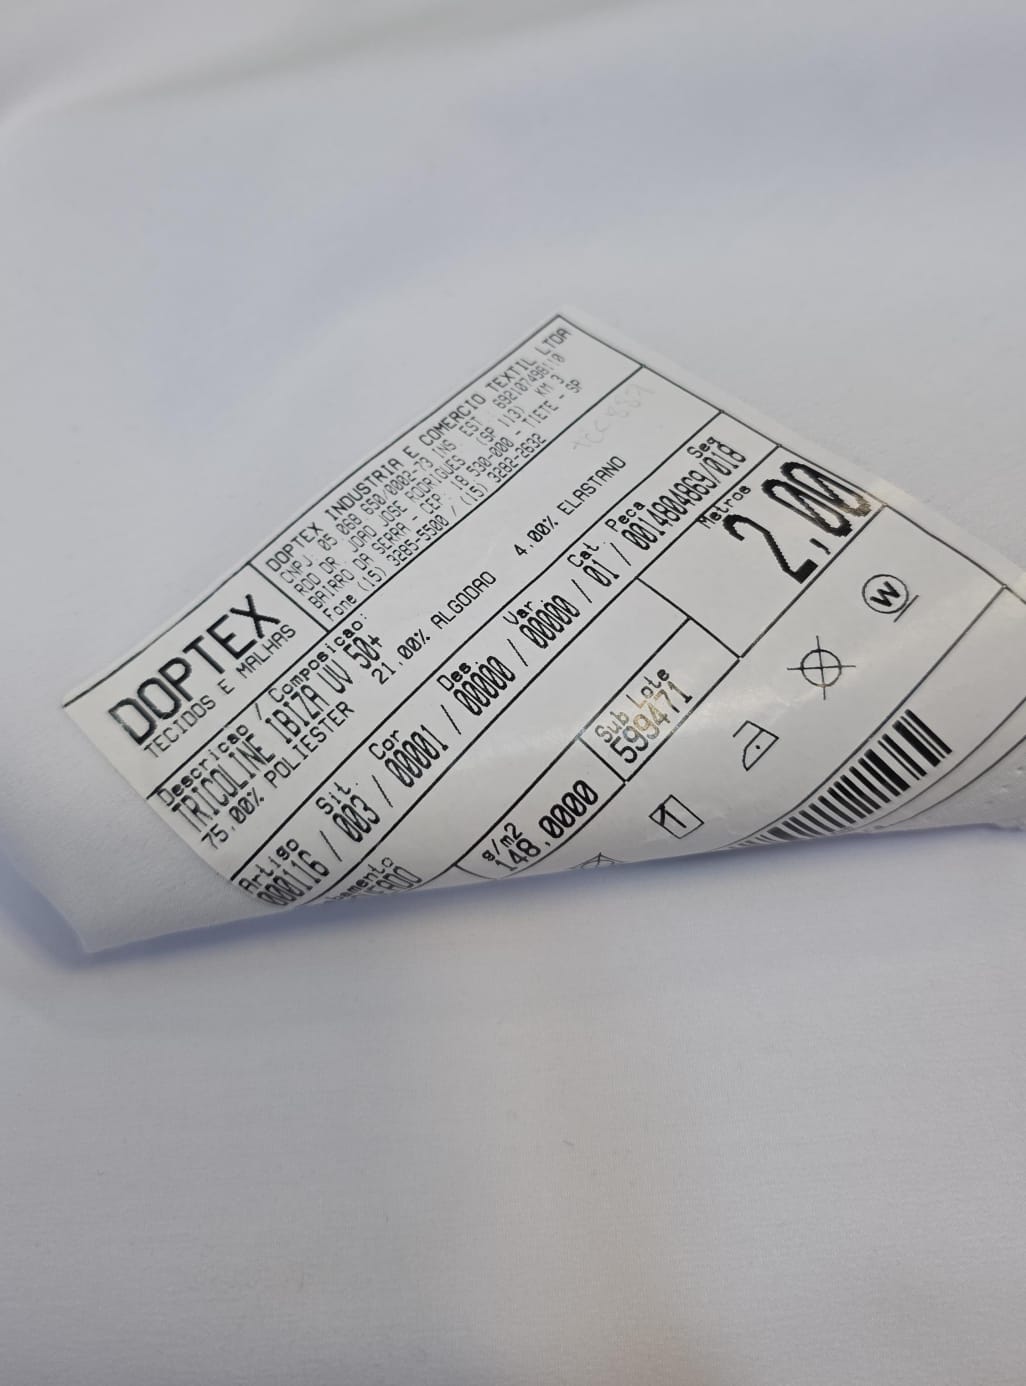 DOPTEX
TECIDOS E MALHAS
DOPTEX INDUSTRIA E COMERCIO TEXTIL LTDA
CNPJ: 05.068.650/0002-73 INS EST.: 692107498110
ROD DR. JOAO JOSE RODRIGUES (SP 113) KM 3
BAIRRO DA SERRA - CEP.: 18.530-000 - TIETE - SP
Fone (15) 3285-5500 / (15) 3282-2632
Descricao / Composicao:
TRICOLINE IBIZA UV 50+
75,00% POLIESTER 21,00% ALGODAO 4,00% ELASTANO
Artigo Sit. Cor Des. Var. Cat. Peca Seq
000116 / 003 / 00001 / 00000 / 00000 / 01 / 0014804869/018
g/m2
148,0000
Sub Lote
599471
Metros
2,00
1
W